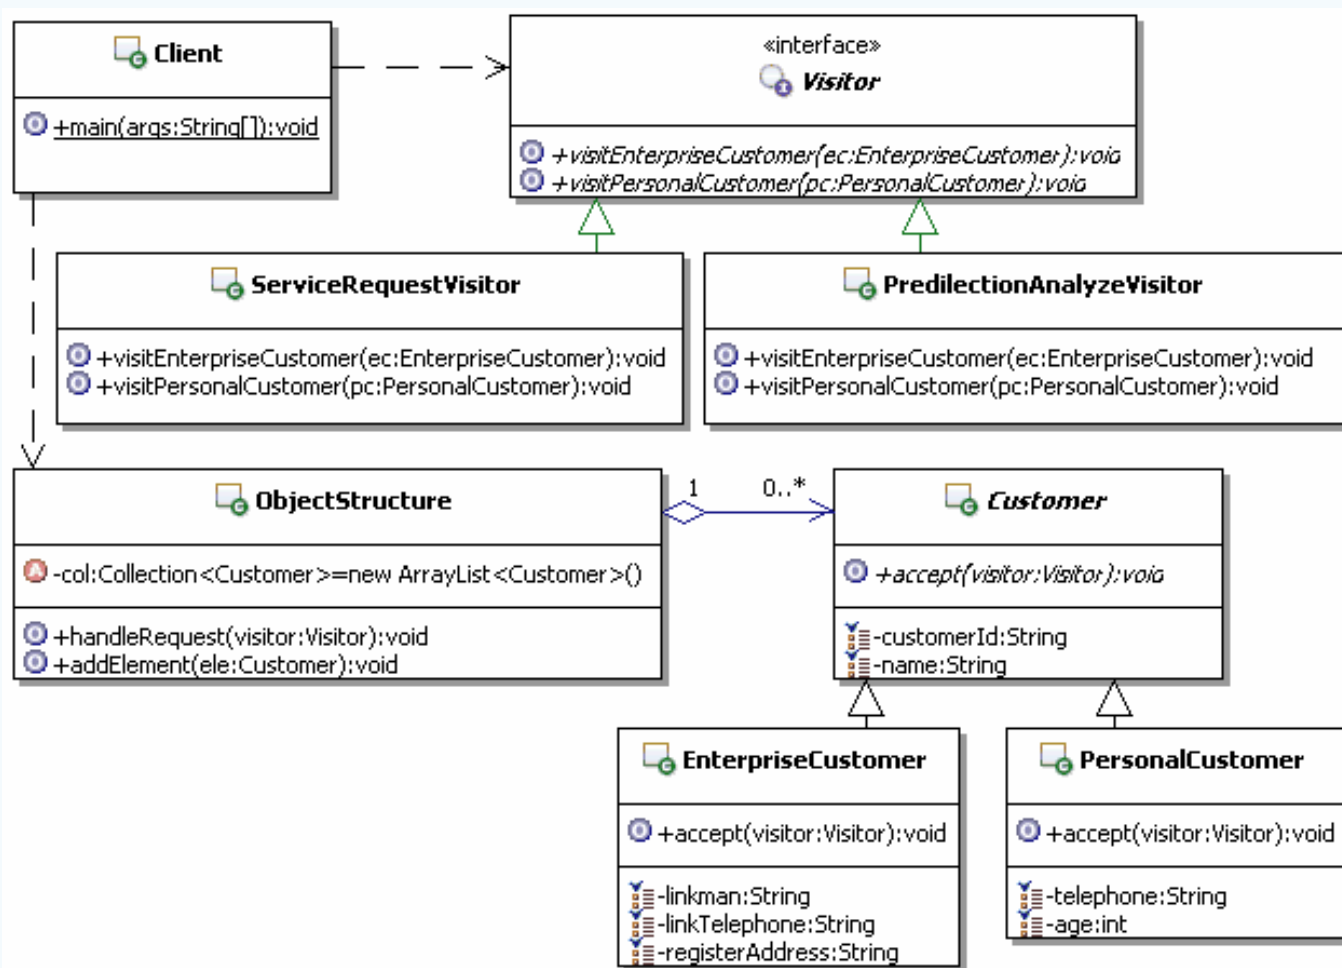 Client
+main(args:String[]):void
«interface»
Visitor
+visitEnterpriseCustomer(ec:EnterpriseCustomer):void
+visitPersonalCustomer(pc:PersonalCustomer):void
ServiceRequestVisitor
+visitEnterpriseCustomer(ec:EnterpriseCustomer):void
+visitPersonalCustomer(pc:PersonalCustomer):void
PredilectionAnalyzeVisitor
+visitEnterpriseCustomer(ec:EnterpriseCustomer):void
+visitPersonalCustomer(pc:PersonalCustomer):void
ObjectStructure
-col:Collection<Customer>=new ArrayList<Customer>()
+handleRequest(visitor:Visitor):void
+addElement(ele:Customer):void
1
0..*
Customer
+accept(visitor:Visitor):void
-customerId:String
-name:String
EnterpriseCustomer
+accept(visitor:Visitor):void
-linkman:String
-linkTelephone:String
-registerAddress:String
PersonalCustomer
+accept(visitor:Visitor):void
-telephone:String
-age:int